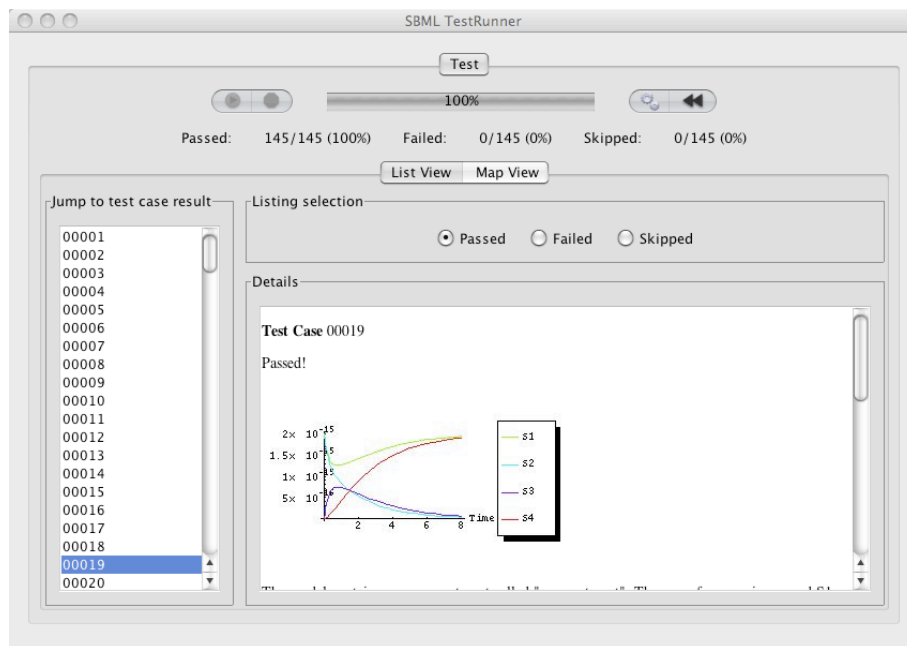 SBML TestRunner
Test
100%
Passed: 145/145 (100%) Failed: 0/145 (0%) Skipped: 0/145 (0%)
List View Map View
Jump to test case result
00001
00002
00003
00004
00005
00006
00007
00008
00009
00010
00011
00012
00013
00014
00015
00016
00017
00018
00019
00020
Listing selection
Passed Failed Skipped
Details
Test Case 00019
Passed!
2× 10-15
1.5× 10
1× 10
5× 10
2 4 6 8 Time
S1
S2
S3
S4